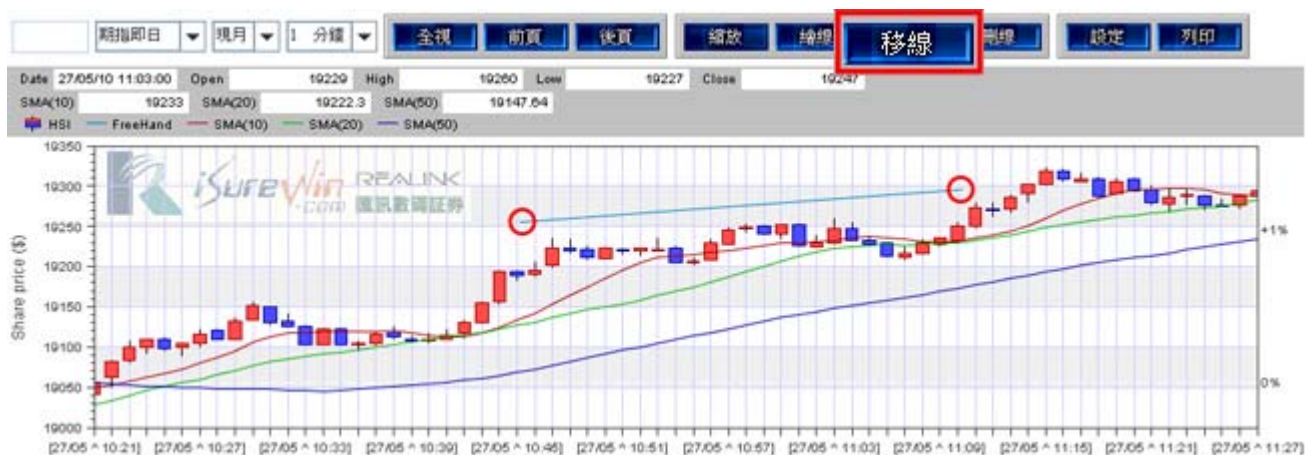 期指即日 現月 1 分鐘 全視 前頁 後頁 縮放 繪線 移線 刪線 設定 列印
Date 27/05/10 11:03:00 Open 19229 High 19260 Low 19227 Close 19247
SMA(10) 19233 SMA(20) 19222.3 SMA(50) 19147.64
HSI FreeHand SMA(10) SMA(20) SMA(50)
iSureWin .COM REALINK 匯訊數碼証券
Share price ($)
19350
19300
19250
19200
19150
19100
19050
19000
+1%
0%
[27/05 ^ 10:21] [27/05 ^ 10:27] [27/05 ^ 10:33] [27/05 ^ 10:39] [27/05 ^ 10:45] [27/05 ^ 10:51] [27/05 ^ 10:57] [27/05 ^ 11:03] [27/05 ^ 11:09] [27/05 ^ 11:15] [27/05 ^ 11:21] [27/05 ^ 11:27]